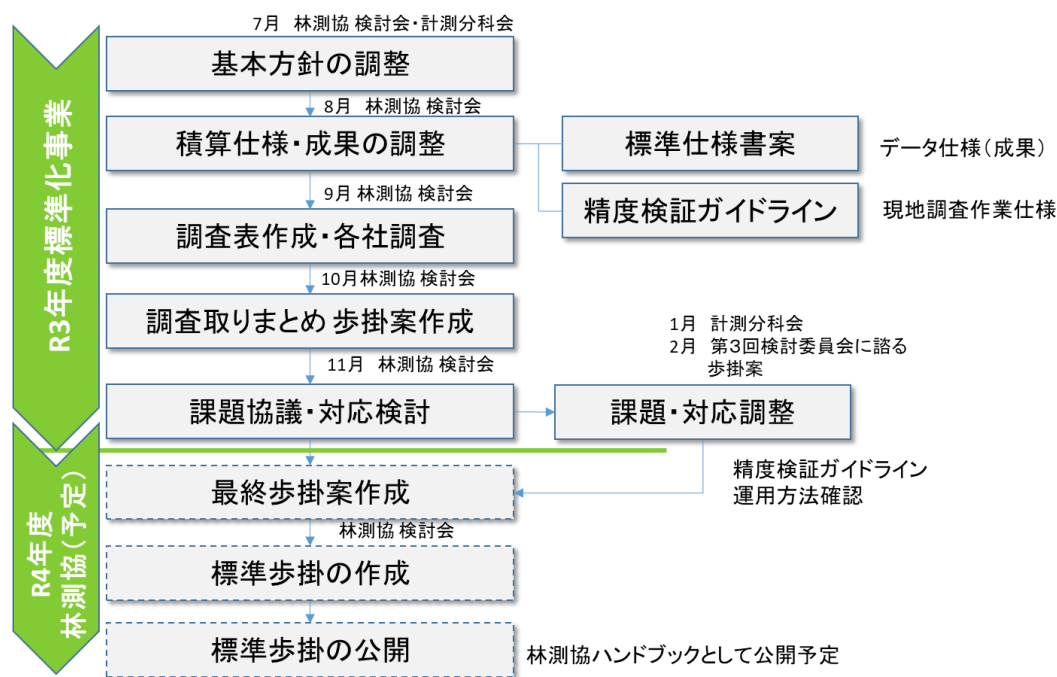 R3年度標準化事業
7月 林測協 検討会・計測分科会
基本方針の調整
8月 林測協 検討会
積算仕様・成果の調整
標準仕様書案
データ仕様(成果)
精度検証ガイドライン
現地調査作業仕様
9月 林測協 検討会
調査表作成・各社調査
10月林測協 検討会
調査取りまとめ 歩掛案作成
1月 計測分科会
2月 第3回検討委員会に諮る
歩掛案
11月 林測協 検討会
課題協議・対応検討
課題・対応調整
R4年度
林測協(予定)
精度検証ガイドライン
運用方法確認
最終歩掛案作成
林測協 検討会
標準歩掛の作成
標準歩掛の公開
林測協ハンドブックとして公開予定